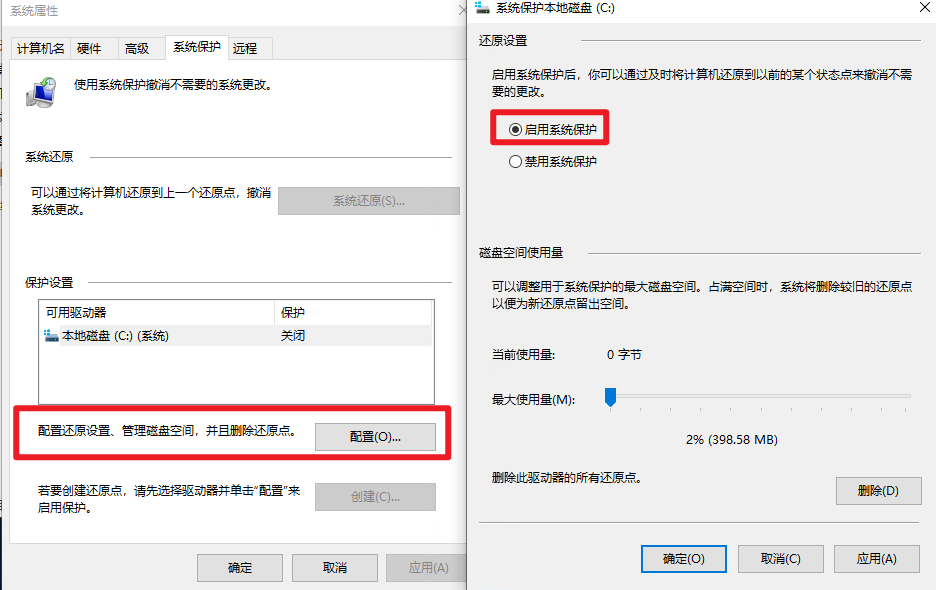 系统属性
计算机名
硬件
高级
系统保护
远程
使用系统保护撤消不需要的系统更改。
系统还原
可以通过将计算机还原到上一个还原点，撤消
系统更改。
系统还原(S)...
保护设置
可用驱动器
保护
本地磁盘 (C:) (系统)
关闭
配置还原设置、管理磁盘空间，并且删除还原点。
配置(O)...
若要创建还原点，请先选择驱动器并单击"配置"来
启用保护。
创建(C)...
确定
取消
应用(A)
系统保护本地磁盘 (C:)
还原设置
启用系统保护后，你可以通过及时将计算机还原到以前的某个状态点来撤消不需
要的更改。
启用系统保护
禁用系统保护
磁盘空间使用量
可以调整用于系统保护的最大磁盘空间。占满空间时，系统将删除较旧的还原点
以便为新还原点留出空间。
当前使用量:
0 字节
最大使用量(M):
2% (398.58 MB)
删除此驱动器的所有还原点。
删除(D)
确定(O)
取消(C)
应用(A)